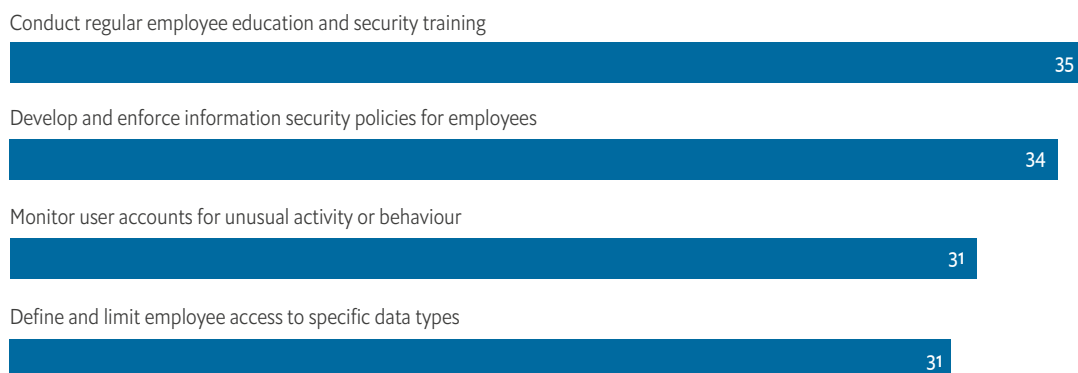 Conduct regular employee education and security training
35
Develop and enforce information security policies for employees
34
Monitor user accounts for unusual activity or behaviour
31
Define and limit employee access to specific data types
31